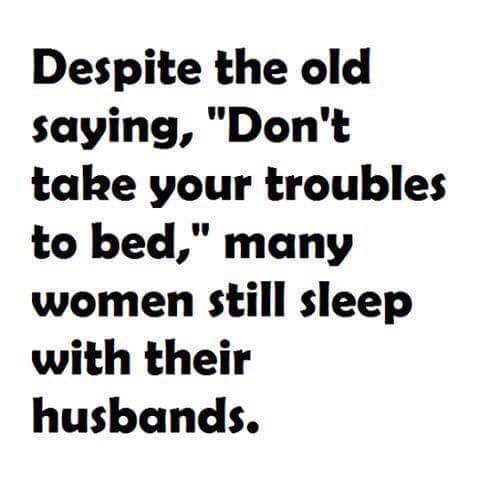 Despite the old
saying, "Don't
take your troubles
to bed," many
women still sleep
with their
husbands.